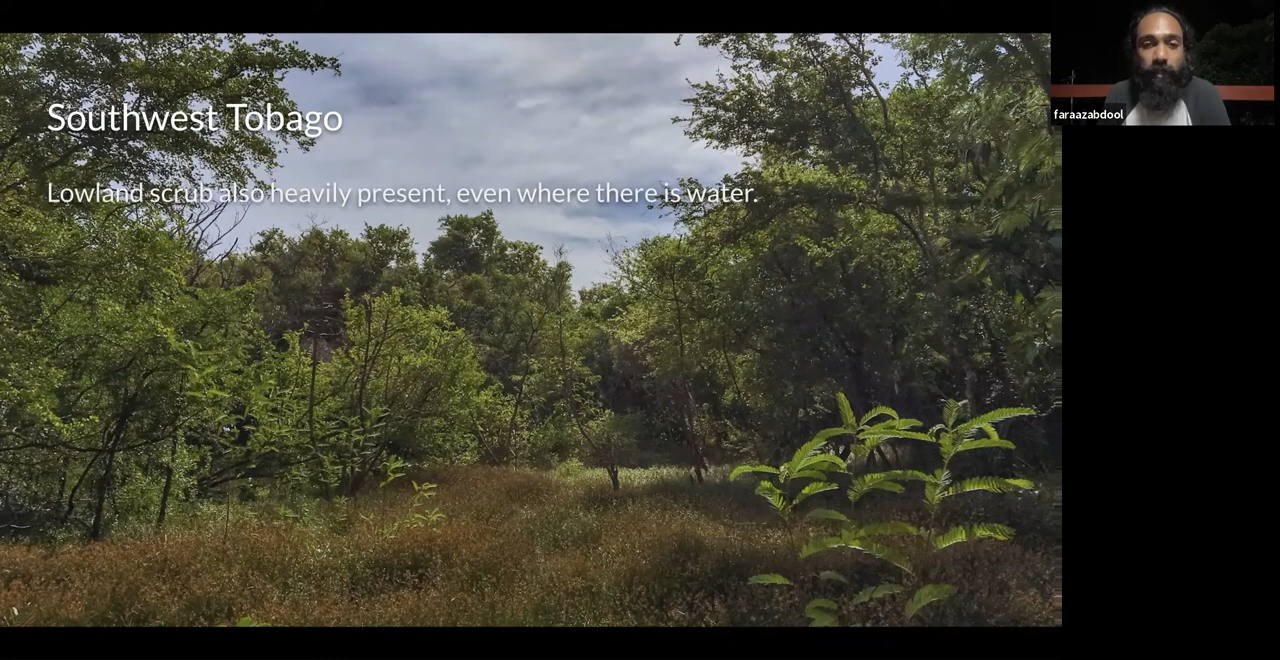 Southwest Tobago
Lowland scrub also heavily present, even where there is water.
faraazabdool